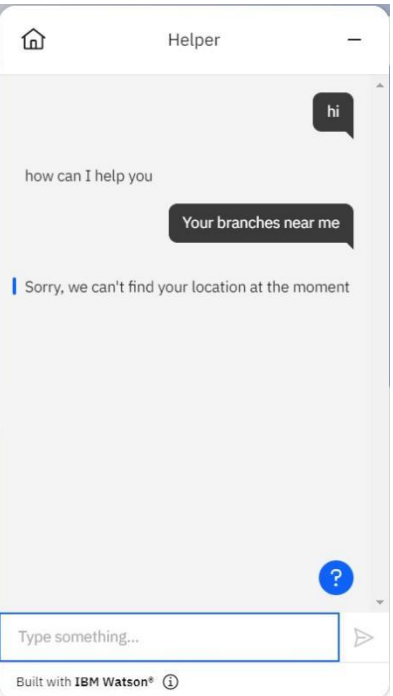 Helper
hi
how can I help you
Your branches near me
Sorry, we can't find your location at the moment
?
Type something...
Built with IBM Watson®